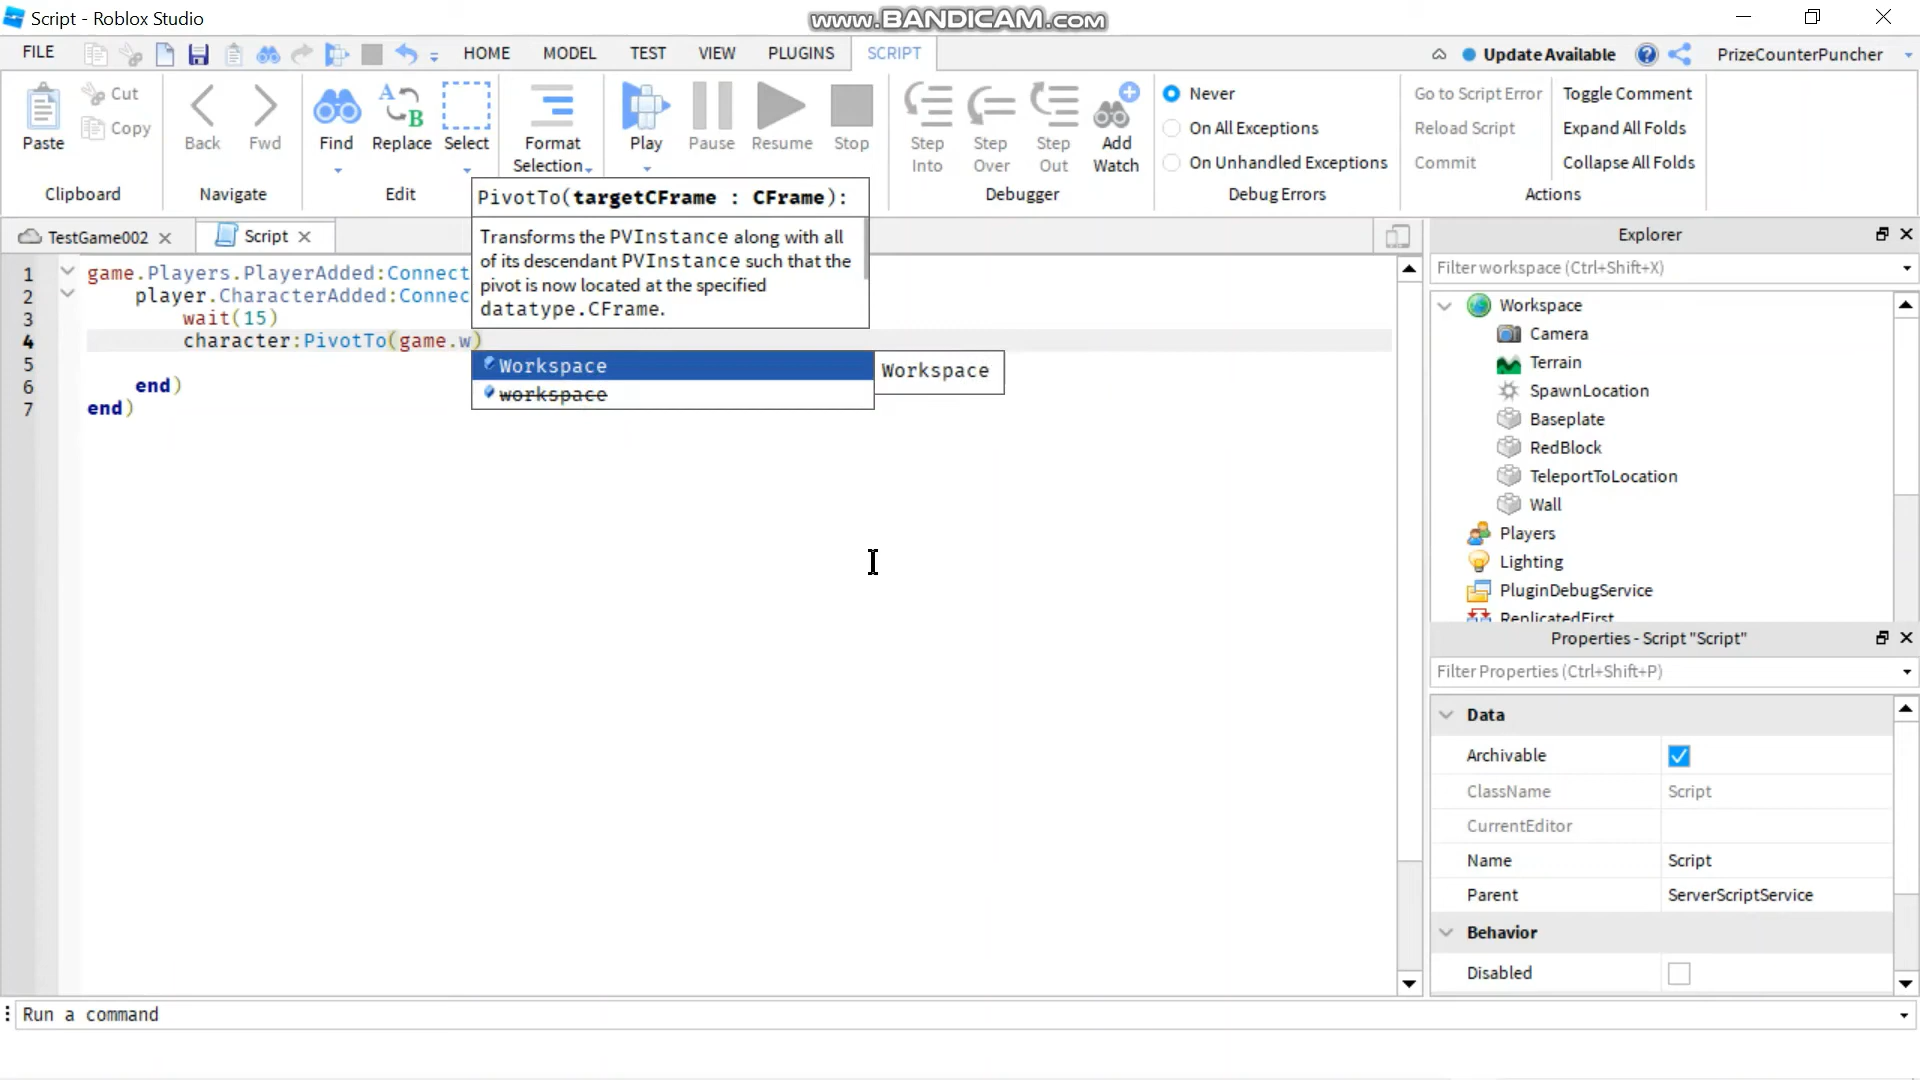 Script - Roblox Studio
www.BANDICAM.com
FILE
HOME
MODEL
TEST
VIEW
PLUGINS
SCRIPT
Update Available
PrizeCounterPuncher
Paste
Cut
Copy
Clipboard
Back
Fwd
Navigate
Find
Replace
Select
Edit
Format
Selection
Play
Pause
Resume
Stop
Step
Into
Step
Over
Step
Out
Add
Watch
Debugger
Never
On All Exceptions
On Unhandled Exceptions
Debug Errors
Go to Script Error
Reload Script
Commit
Toggle Comment
Expand All Folds
Collapse All Folds
Actions
TestGame002
Script
PivotTo(targetCFrame : CFrame):
Transforms the PVInstance along with all
of its descendant PVInstance such that the
pivot is now located at the specified
datatype.CFrame.
1 game.Players.PlayerAdded:Connect
2 player.CharacterAdded:Connec
3 wait(15)
4 character:PivotTo(game.w)
5
6 end)
7 end)
Workspace
workspace
Workspace
Explorer
Filter workspace (Ctrl+Shift+X)
Workspace
Camera
Terrain
SpawnLocation
Baseplate
RedBlock
TeleportToLocation
Wall
Players
Lighting
PluginDebugService
ReplicatedFirst
Properties - Script "Script"
Filter Properties (Ctrl+Shift+P)
Data
Archivable
ClassName Script
CurrentEditor
Name Script
Parent ServerScriptService
Behavior
Disabled
Run a command